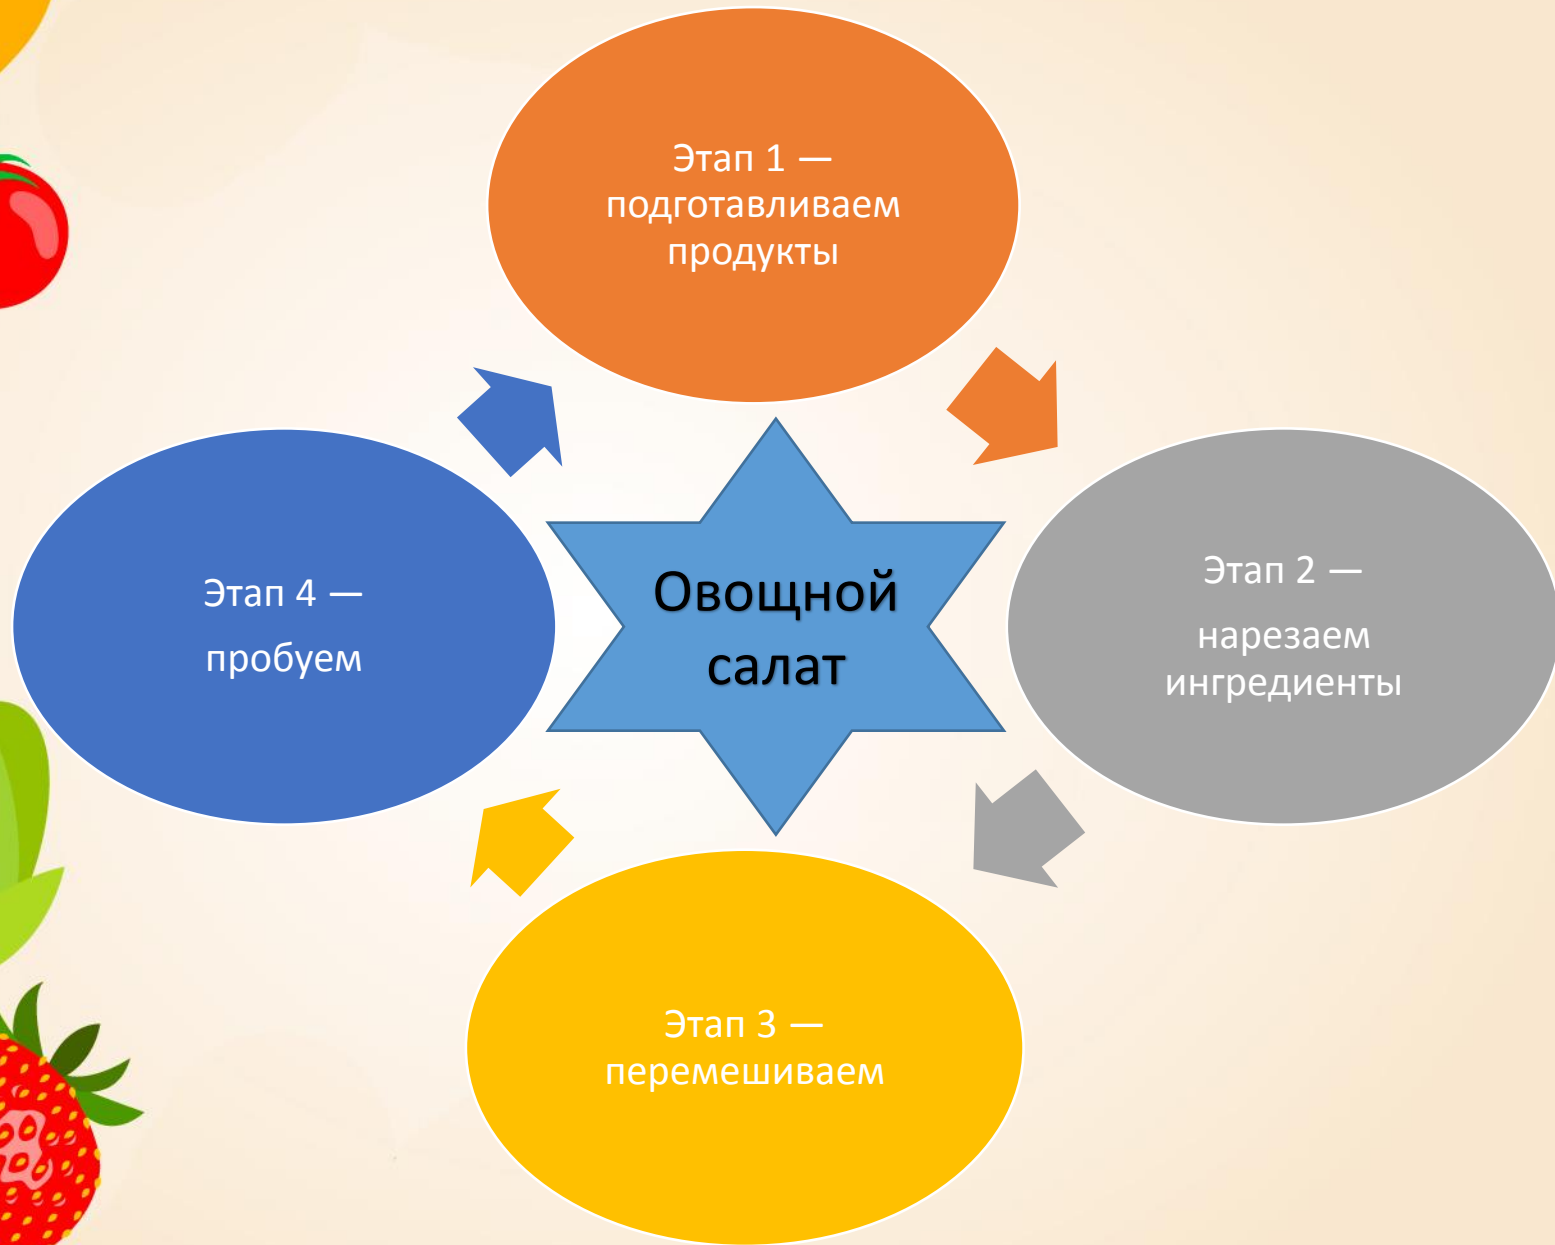 Этап 1 —
подготавливаем
продукты
Этап 2 —
нарезаем
ингредиенты
Этап 3 —
перемешиваем
Этап 4 —
пробуем
Овощной
салат